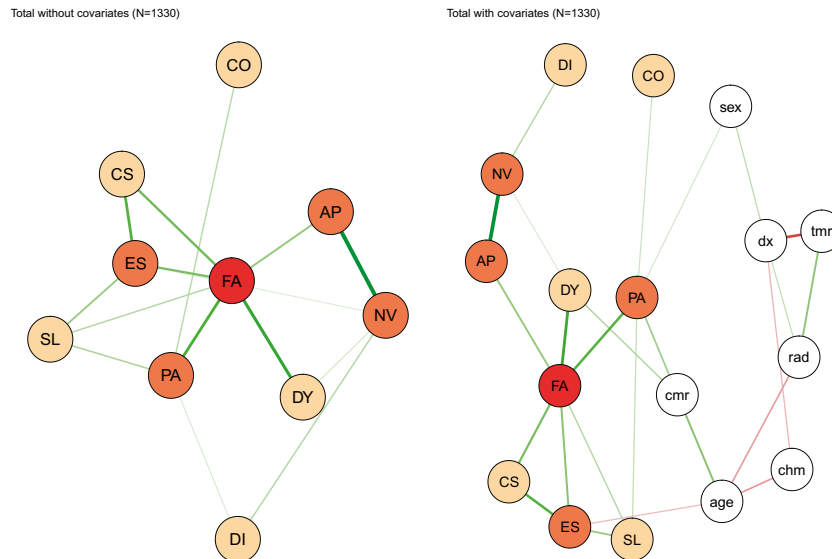 Total without covariates (N=1330)
Total with covariates (N=1330)
CO
CS
AP
ES
FA
NV
SL
PA
DY
DI
DI
CO
sex
NV
tmr
dx
AP
DY
PA
rad
FA
cmr
chm
CS
age
ES
SL